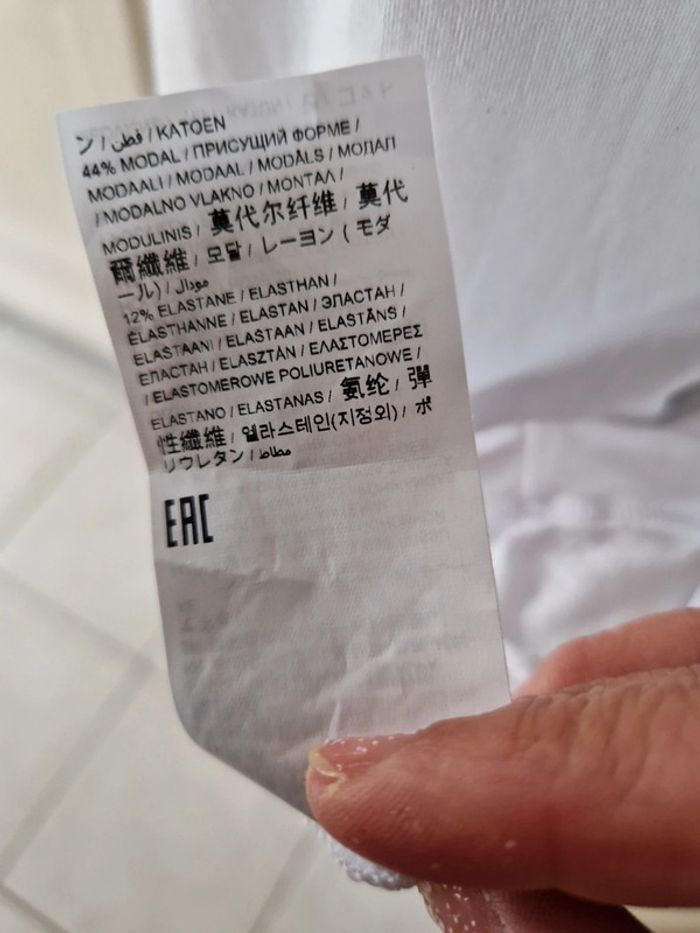 ン / قطن / KATOEN
44% MODAL / ПРИСУЩИЙ ФОРМЕ /
MODAALI / MODAAL / MODĀLS / МОДАЛ
/ MODALNO VLAKNO / ΜΟΝΤΑΛ /
MODULINIS / 莫代尔纤维 / 莫代
爾纖維 / 모달 / レーヨン ( モダ
ール) / مودال
12% ELASTANE / ELASTHAN /
ÉLASTHANNE / ELASTAN / ЭЛАСТАН /
ELASTAANI / ELASTAAN / ELASTĀNS /
ЕЛАСТАН / ELASZTÁN / ΕΛΑΣΤΟΜΕΡΕΣ
/ ELASTOMEROWE POLIURETANOWE /
ELASTANO / ELASTANAS / 氨纶 / 彈
性纖維 / 엘라스테인(지정외) / ポ
リウレタン / مطاط
EAC